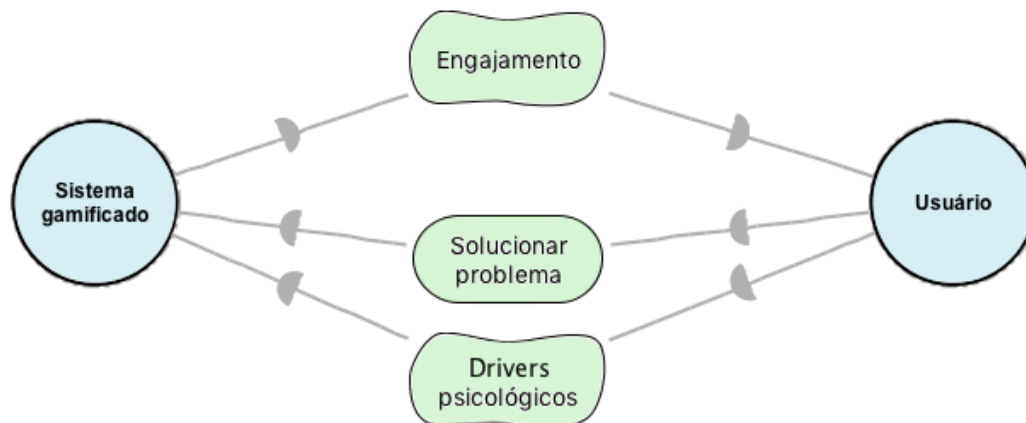 Engajamento
Sistema
gamificado
Usuário
Solucionar
problema
Drivers
psicológicos